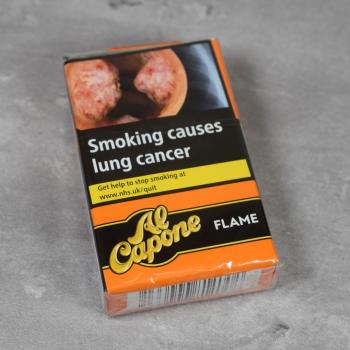 Smoking causes
lung cancer
Get help to stop smoking at
www.nhs.uk/quit
Al
Capone
FLAME